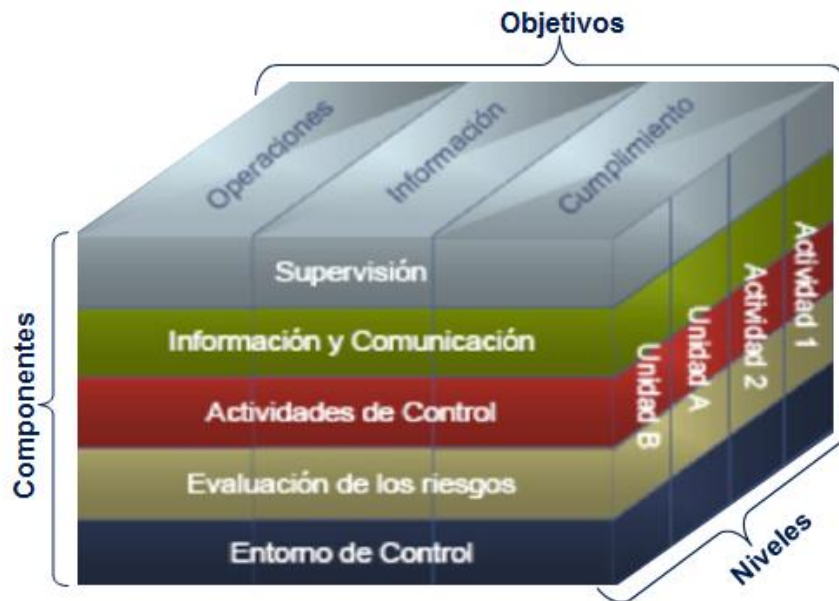 Objetivos
Operaciones
Información
Cumplimiento
Componentes
Supervisión
Información y Comunicación
Actividades de Control
Evaluación de los riesgos
Entorno de Control
Unidad B
Unidad A
Actividad 2
Actividad 1
Niveles